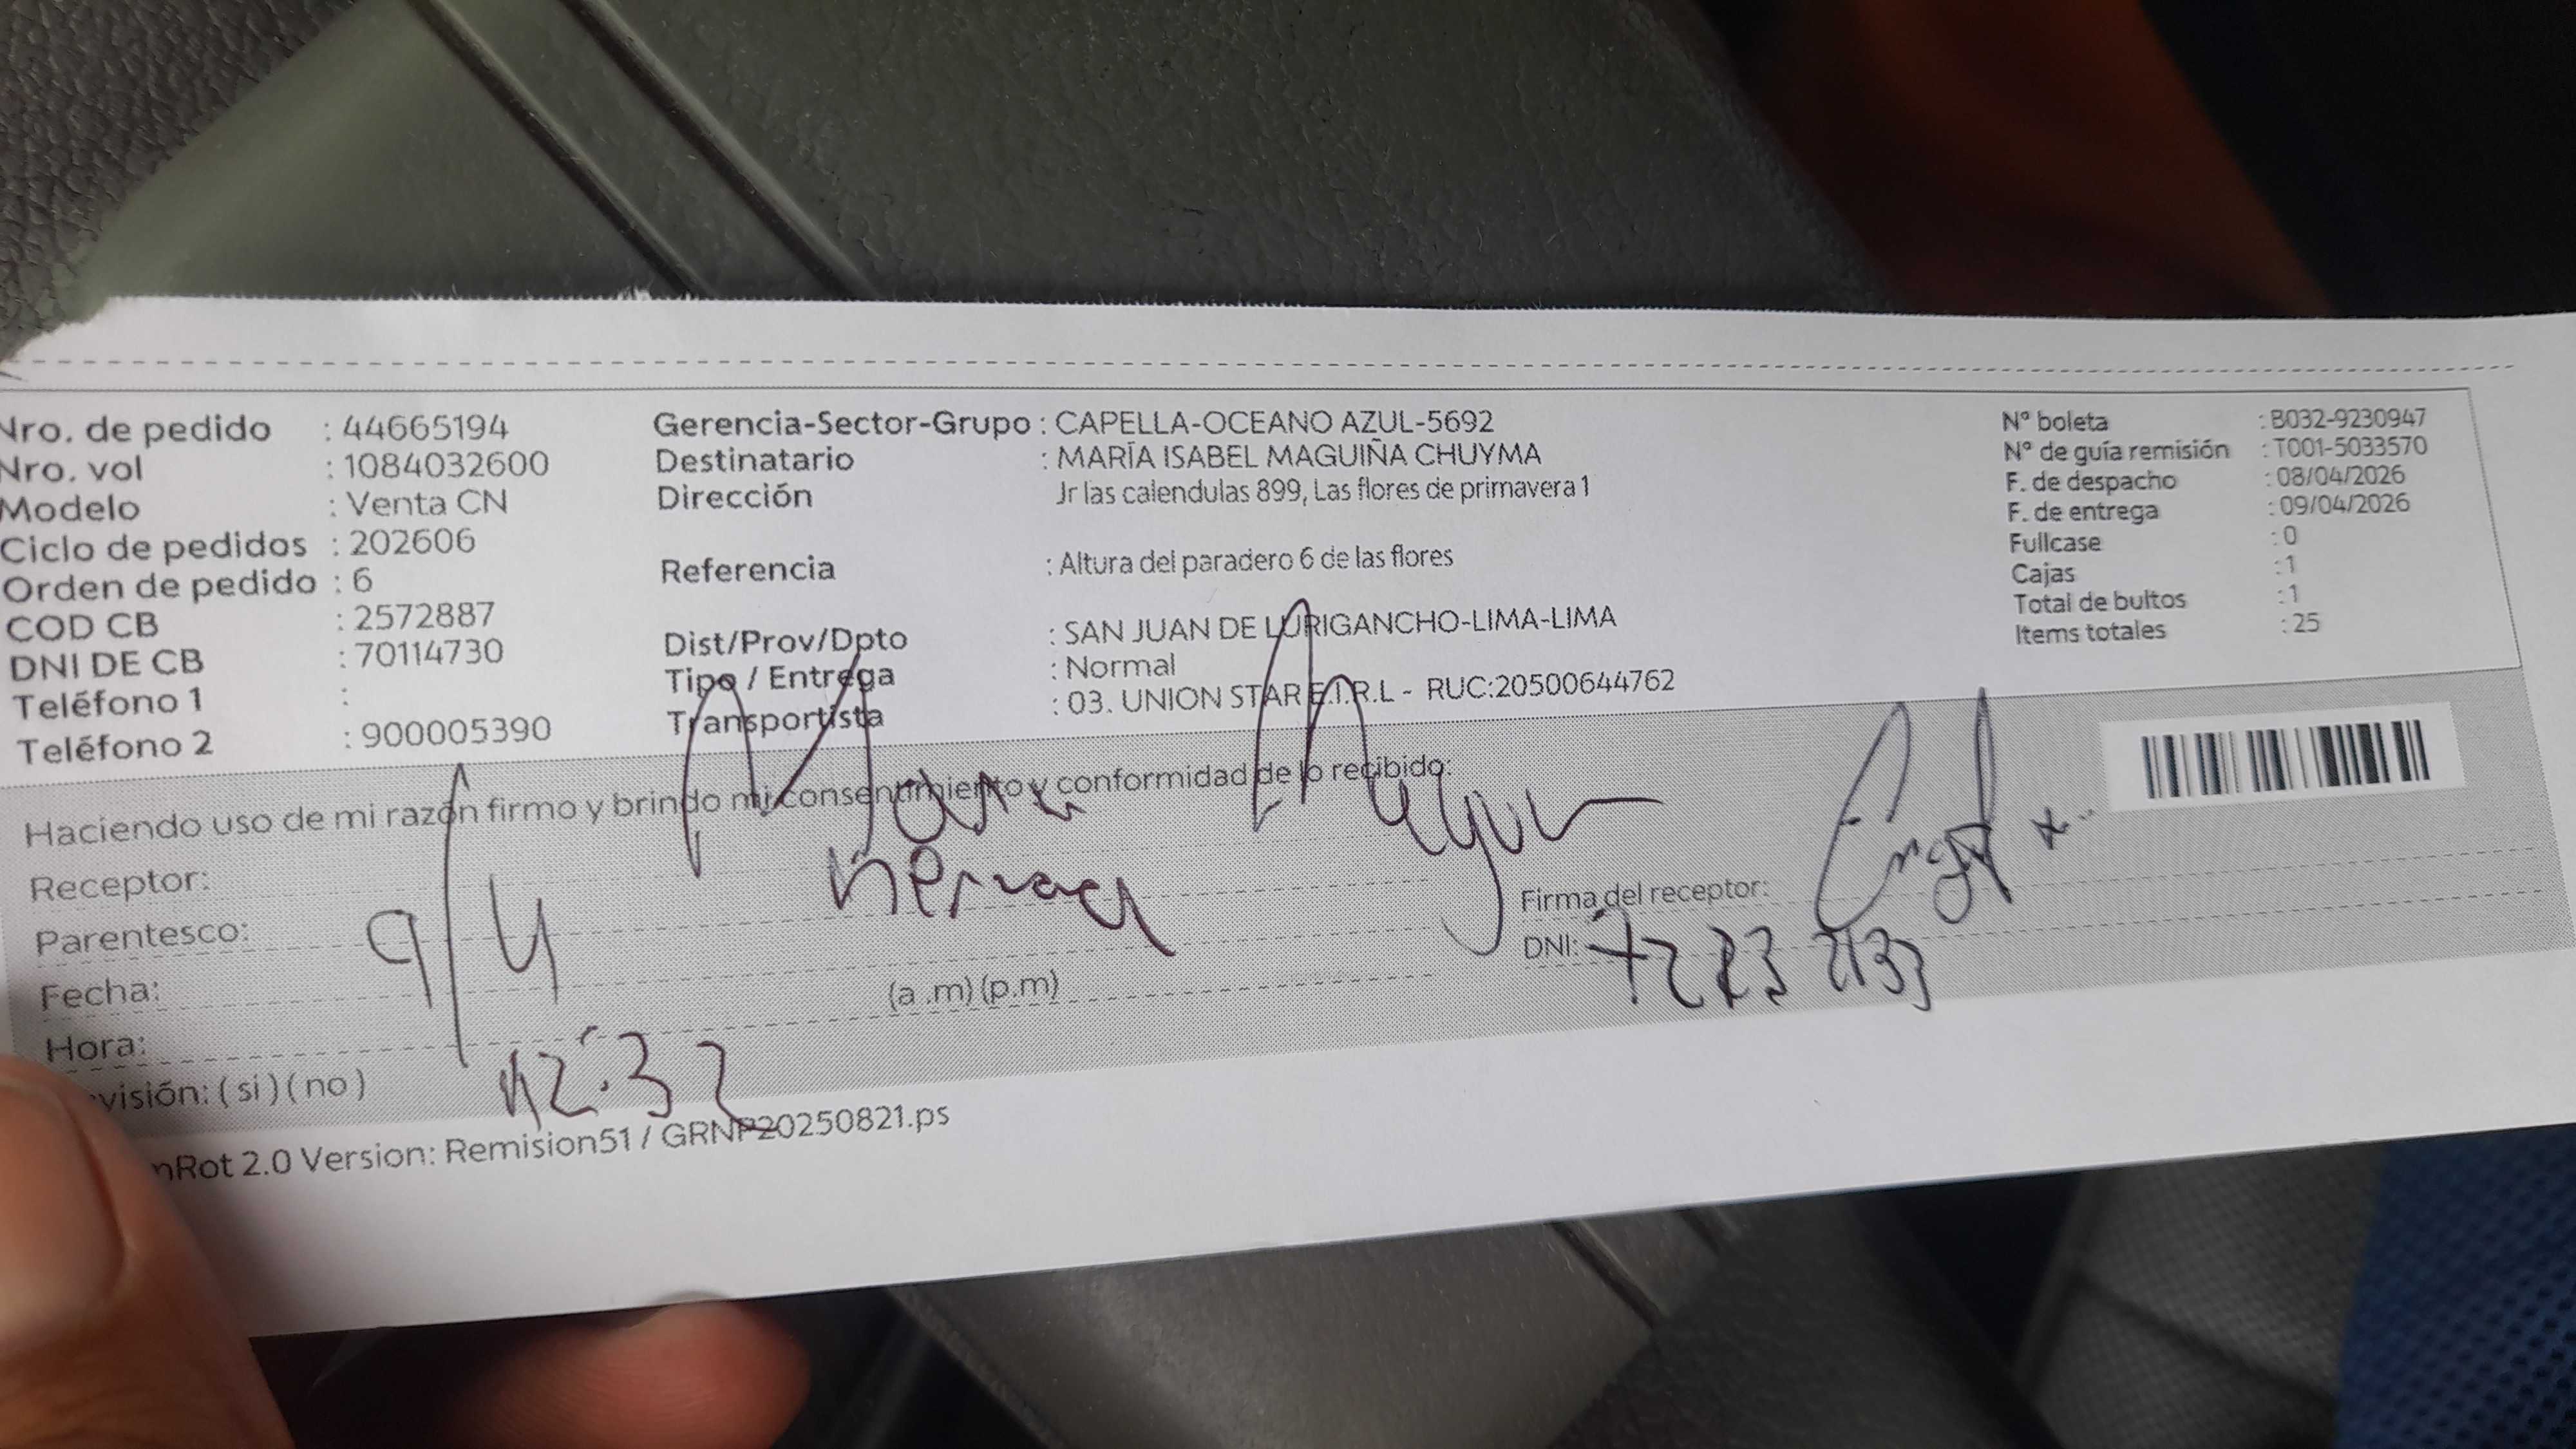 Nro. de pedido : 44665194
Nro. vol : 1084032600
Modelo : Venta CN
Ciclo de pedidos : 202606
Orden de pedido : 6
COD CB : 2572887
DNI DE CB : 70114730
Teléfono 1 :
Teléfono 2 : 900005390
Gerencia-Sector-Grupo : CAPELLA-OCEANO AZUL-5692
Destinatario : MARÍA ISABEL MAGUIÑA CHUYMA
Dirección Jr las calendulas 899, Las flores de primavera 1
Referencia : Altura del paradero 6 de las flores
Dist/Prov/Dpto : SAN JUAN DE LURIGANCHO-LIMA-LIMA
Tipo / Entrega : Normal
Transportista : 03. UNION STAR E.I.R.L - RUC:20500644762
Nº boleta : B032-9230947
Nº de guía remisión : T001-5033570
F. de despacho : 08/04/2026
F. de entrega : 09/04/2026
Fullcase : 0
Cajas : 1
Total de bultos : 1
Items totales : 25
Haciendo uso de mi razón firmo y brindo mi consentimiento y conformidad de lo recibido:
Receptor:
Parentesco:
Fecha: 9/4
Hora: 12:32 (a .m) (p.m)
Firma del receptor:
DNI:
visión: ( si ) ( no )
nRot 2.0 Version: Remision51 / GRNP20250821.ps